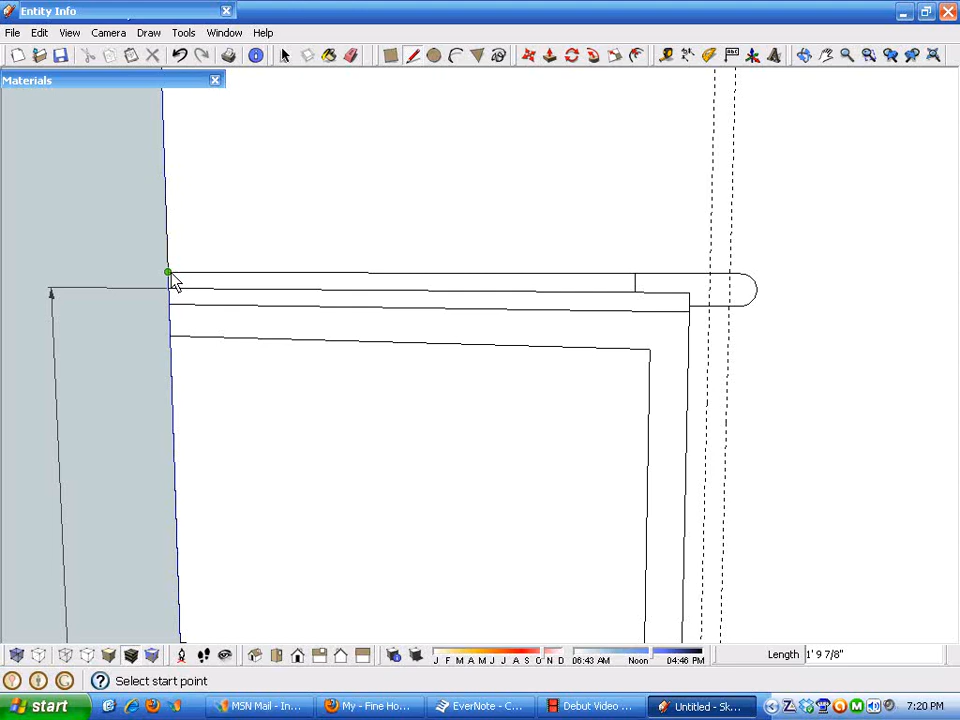 Entity Info
File Edit View Camera Draw Tools Window Help
Materials
J F M A M J J A S O N D
06:43 AM Noon 04:46 PM
Length 1' 9 7/8"
Select start point
start
MSN Mail - In...
My - Fine Ho...
EverNote - C...
Debut Video ...
Untitled - Sk...
7:20 PM